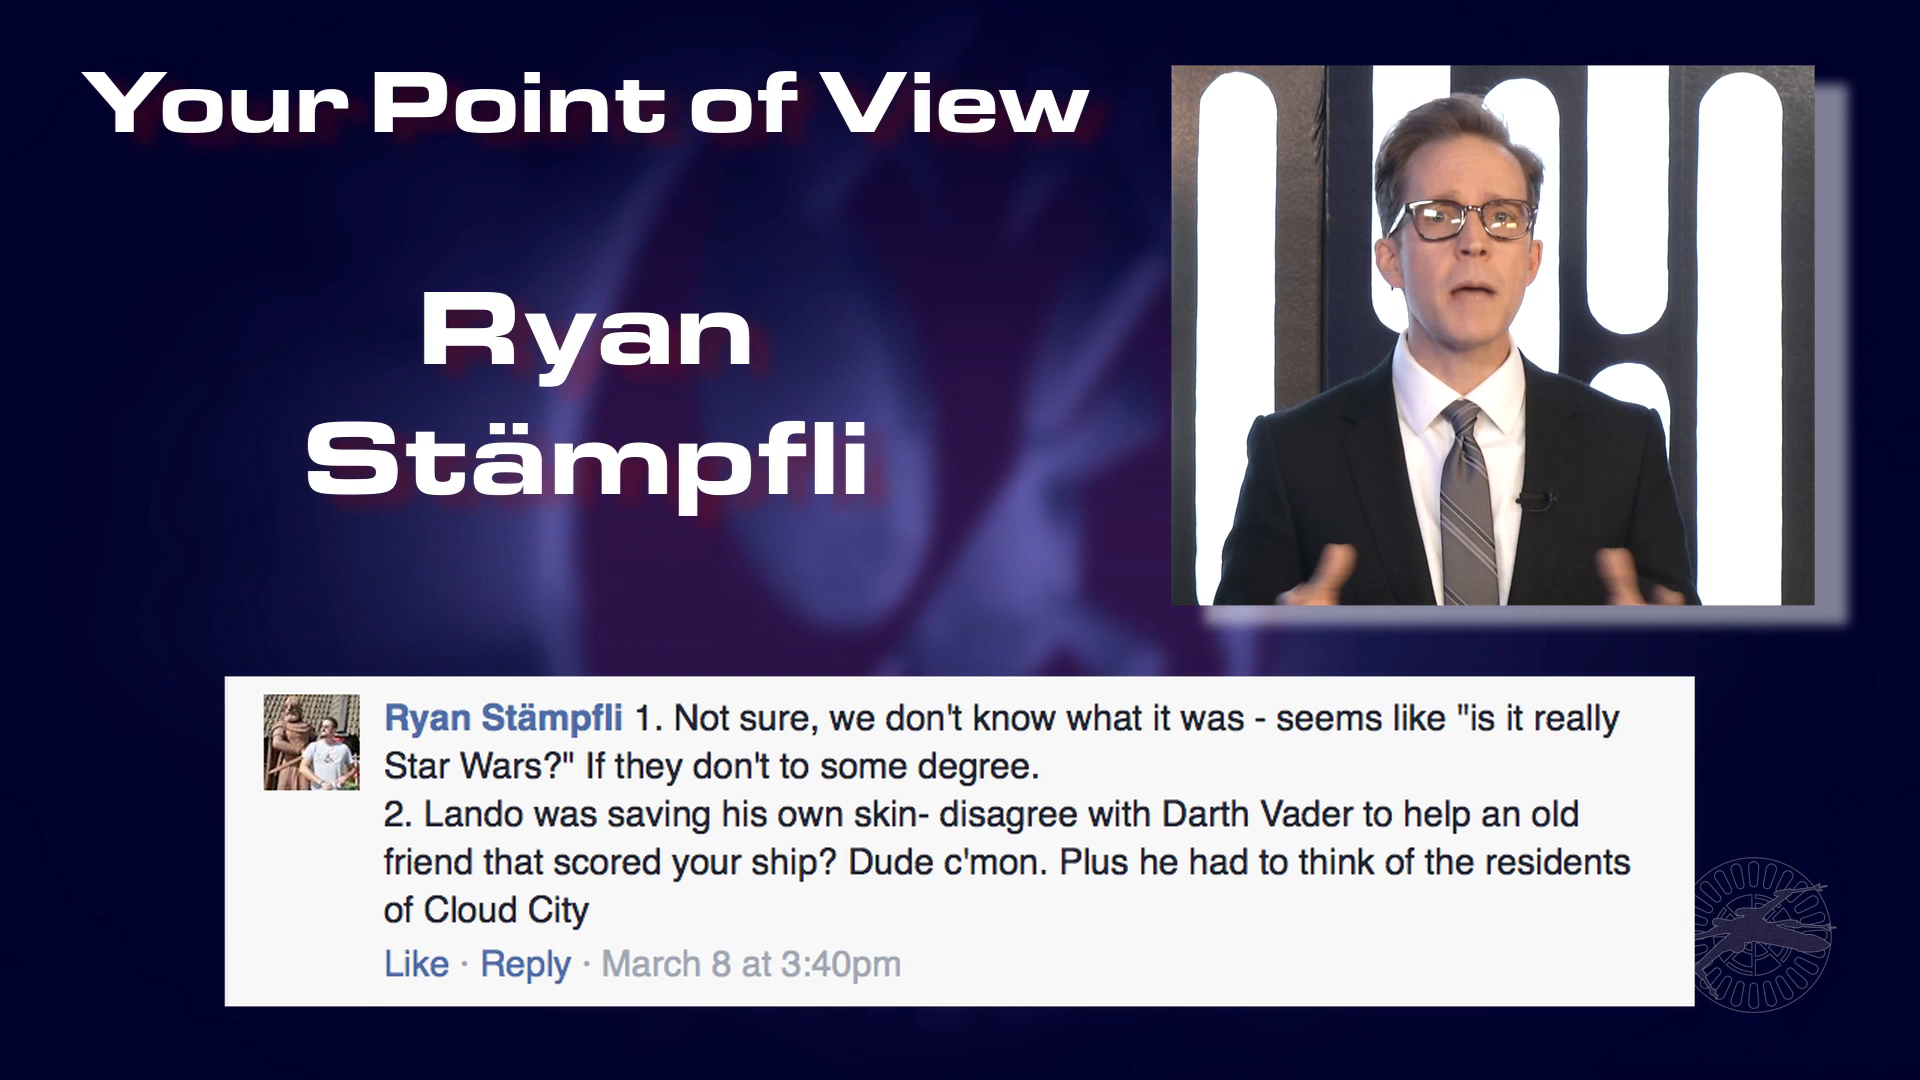 Your Point of View
Ryan
Stämpfli
Ryan Stämpfli 1. Not sure, we don't know what it was - seems like "is it really
Star Wars?" If they don't to some degree.
2. Lando was saving his own skin- disagree with Darth Vader to help an old
friend that scored your ship? Dude c'mon. Plus he had to think of the residents
of Cloud City
Like · Reply · March 8 at 3:40pm